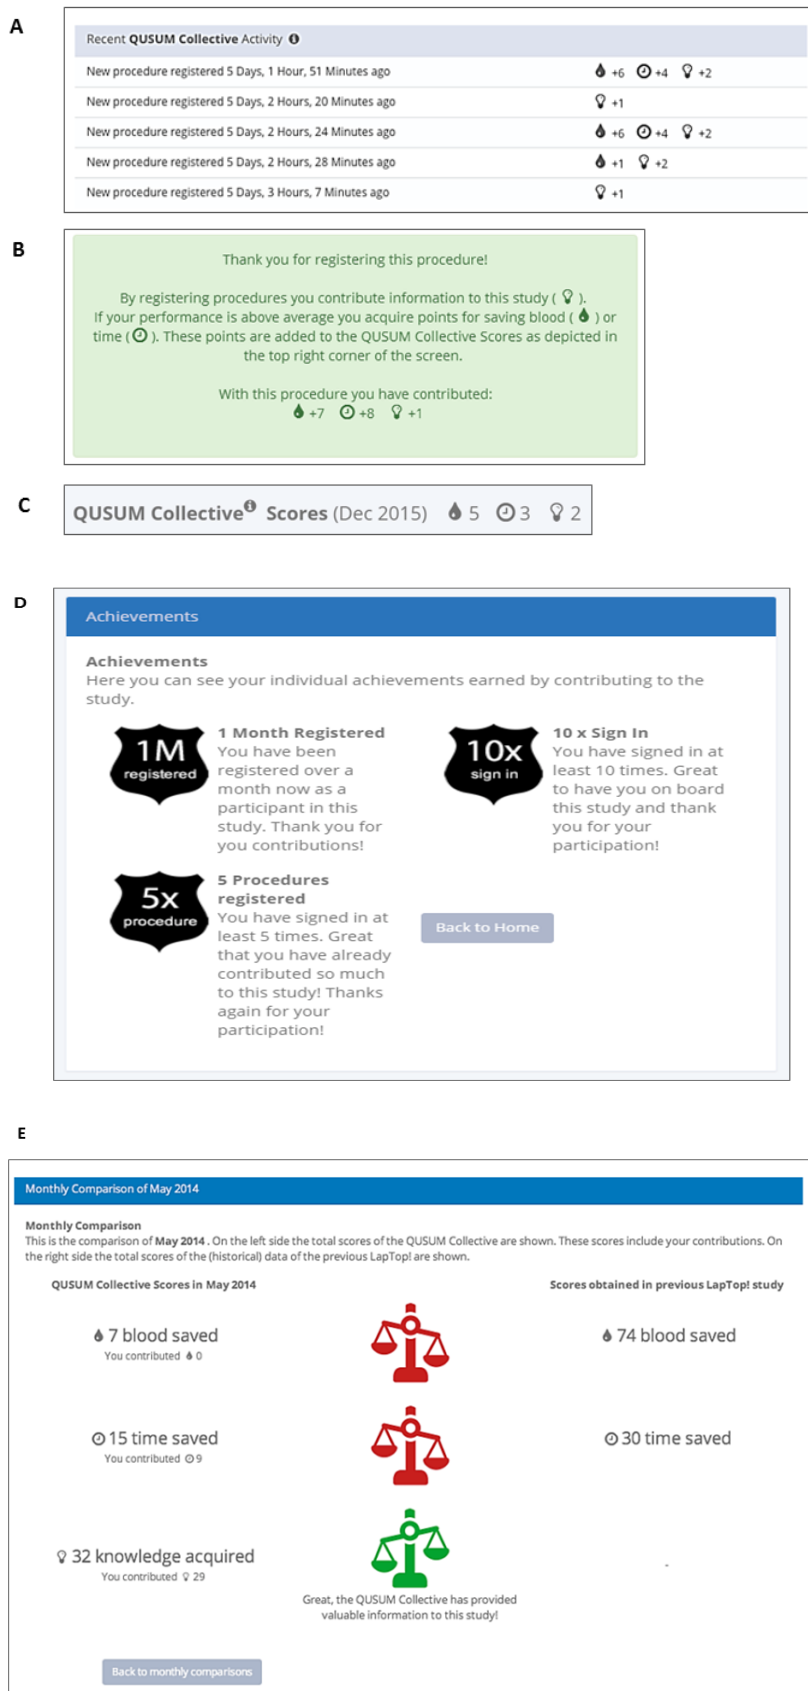 A
Recent QUSUM Collective Activity
New procedure registered 5 Days, 1 Hour, 51 Minutes ago +6 +4 +2
New procedure registered 5 Days, 2 Hours, 20 Minutes ago +1
New procedure registered 5 Days, 2 Hours, 24 Minutes ago +6 +4 +2
New procedure registered 5 Days, 2 Hours, 28 Minutes ago +1 +2
New procedure registered 5 Days, 3 Hours, 7 Minutes ago +1
B
Thank you for registering this procedure!
By registering procedures you contribute information to this study ( ).
If your performance is above average you acquire points for saving blood ( ) or
time ( ). These points are added to the QUSUM Collective Scores as depicted in
the top right corner of the screen.
With this procedure you have contributed:
+7 +8 +1
C
QUSUM Collective Scores (Dec 2015) 5 3 2
D
Achievements
Achievements
Here you can see your individual achievements earned by contributing to the
study.
1M
registered
1 Month Registered
You have been
registered over a
month now as a
participant in this
study. Thank you for
you contributions!
10x
sign in
10 x Sign In
You have signed in at
least 10 times. Great
to have you on board
this study and thank
you for your
participation!
5x
procedure
5 Procedures
registered
You have signed in at
least 5 times. Great
that you have already
contributed so much
to this study! Thanks
again for your
participation!
Back to Home
E
Monthly Comparison of May 2014
Monthly Comparison
This is the comparison of May 2014 . On the left side the total scores of the QUSUM Collective are shown. These scores include your contributions. On
the right side the total scores of the (historical) data of the previous LapTop! are shown.
QUSUM Collective Scores in May 2014
Scores obtained in previous LapTop! study
7 blood saved
You contributed 0
74 blood saved
15 time saved
You contributed 9
30 time saved
32 knowledge acquired
You contributed 29
-
Great, the QUSUM Collective has provided
valuable information to this study!
Back to monthly comparisons